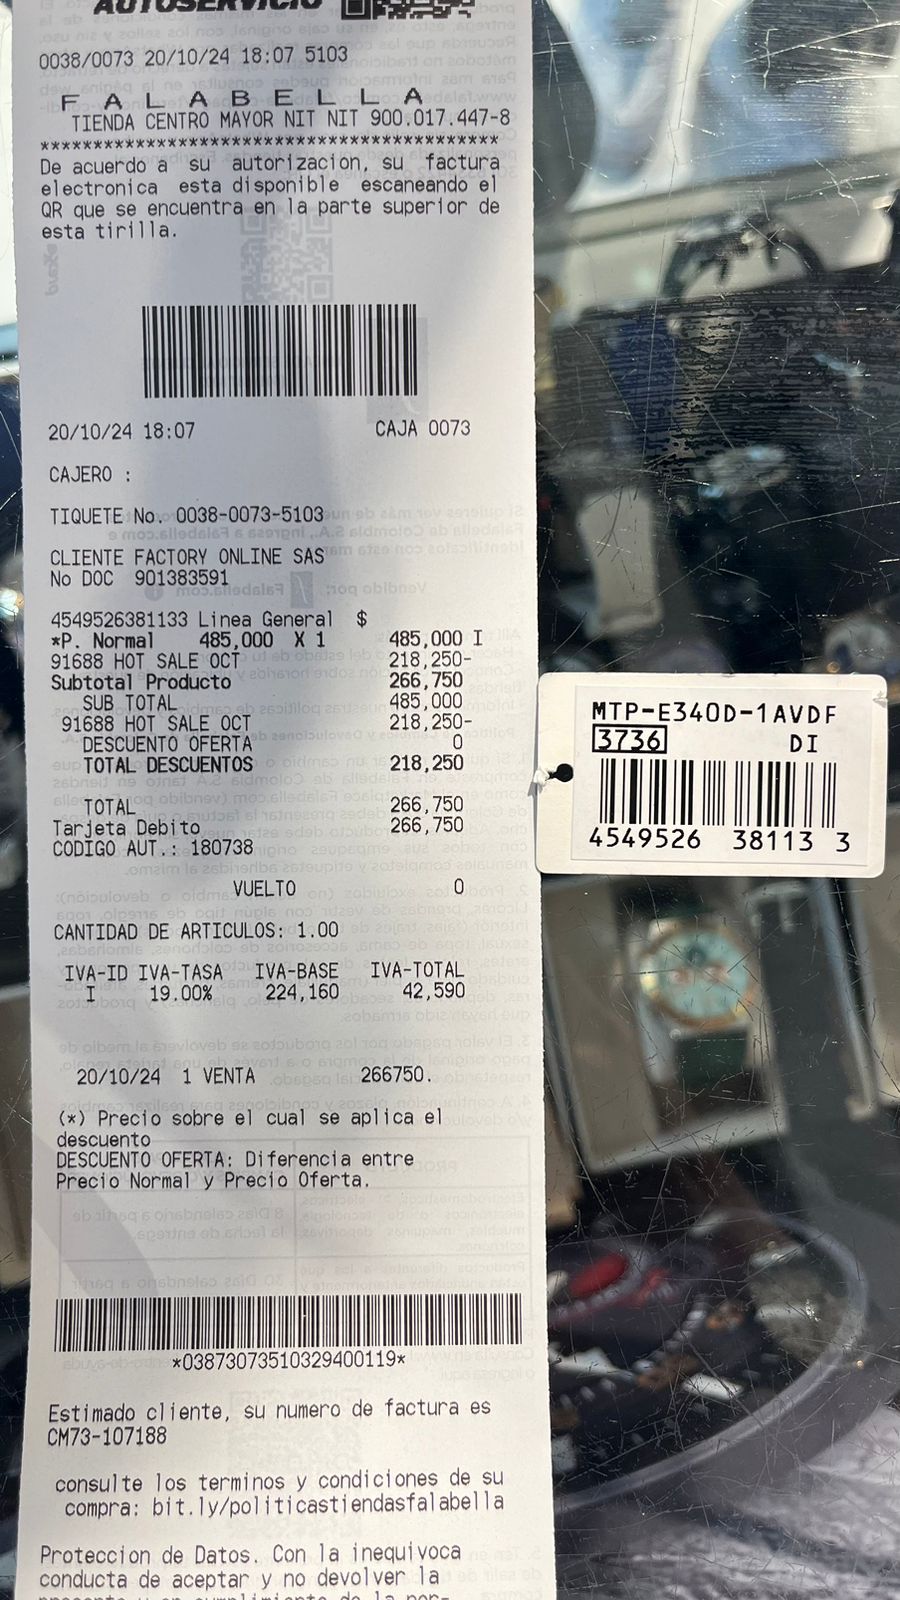 AUTOSERVICIO
0038/0073 20/10/24 18:07 5103
F A L A B E L L A
TIENDA CENTRO MAYOR NIT NIT 900.017.447-8
********************************************
De acuerdo a su autorizacion, su factura
electronica esta disponible escaneando el
QR que se encuentra en la parte superior de
esta tirilla.
20/10/24 18:07 CAJA 0073
CAJERO :
TIQUETE No. 0038-0073-5103
CLIENTE FACTORY ONLINE SAS
No DOC 901383591
4549526381133 Linea General $
*P. Normal 485,000 X 1 485,000 I
91688 HOT SALE OCT 218,250-
Subtotal Producto 266,750
SUB TOTAL 485,000
91688 HOT SALE OCT 218,250-
DESCUENTO OFERTA 0
TOTAL DESCUENTOS 218,250
TOTAL 266,750
Tarjeta Debito 266,750
CODIGO AUT.: 180738
VUELTO 0
CANTIDAD DE ARTICULOS: 1.00
IVA-ID IVA-TASA IVA-BASE IVA-TOTAL
I 19.00% 224,160 42,590
20/10/24 1 VENTA 266750.
(*) Precio sobre el cual se aplica el
descuento
DESCUENTO OFERTA: Diferencia entre
Precio Normal y Precio Oferta.
*03873073510329400119*
Estimado cliente, su numero de factura es
CM73-107188
consulte los terminos y condiciones de su
compra: bit.ly/politicastiendasfalabella
Proteccion de Datos. Con la inequivoca
conducta de aceptar y no devolver la
MTP-E340D-1AVDF
3736 DI
4549526 38113 3